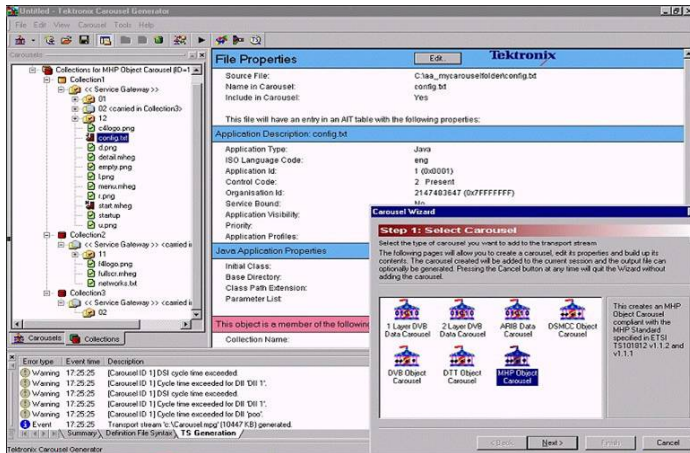 Untitled - Tektronix Carousel Generator
File Edit View Carousel Tools Help
Carousels:
Collections for MHP Object Carousel (ID=1
Collection1
<< Service Gateway >>
01
02 <carried in Collection3>
12
c4logo.png
config.txt
d.png
detail.mheg
empty.png
l.png
menu.mheg
r.png
start.mheg
startup
u.png
Collection2
<< Service Gateway >> <carried i
11
f4logo.png
fullscr.mheg
networks.txt
Collection3
<< Service Gateway >> <carried i
02
Carousels Collections
File Properties Edit... Tektronix
Source File: C:\aa_mycarouselfolder\config.txt
Name in Carousel: config.txt
Include in Carousel: Yes
This file will have an entry in an AIT table with the following properties:
Application Description: config.txt
Application Type: Java
ISO Language Code: eng
Application Id: 1 (0x0001)
Control Code: 2 Present
Organisation Id: 2147483647 (0x7FFFFFFF)
Service Bound: No
Application Visibility:
Priority:
Application Profiles:
Java Application Properties
Initial Class:
Base Directory:
Class Path Extension:
Parameter List:
This object is a member of the following
Collection Name:
Carousel Wizard
Step 1: Select Carousel
Select the type of carousel you want to add to the transport stream
The following pages will allow you to create a carousel, edit its properties and build up its
contents. The carousel created will be added to the current session and the output file can
optionally be generated. Pressing the Cancel button at any time will quit the Wizard without
adding the carousel.
1 Layer DVB Data Carousel
2 Layer DVB Data Carousel
ARIB Data Carousel
DSMCC Object Carousel
DVB Object Carousel
DTT Object Carousel
MHP Object Carousel
This creates an MHP
Object Carousel
compliant with the
MHP Standard
specified in ETSI
TS101812 v1.1.2 and
v1.1.1
< Back Next > Finish Cancel
Error type Event time Description
Warning 17:25:25 [Carousel ID 1] DSI cycle time exceeded.
Warning 17:25:25 [Carousel ID 1] Cycle time exceeded for DII 'DII 1'.
Warning 17:25:25 [Carousel ID 1] DSI cycle time exceeded.
Warning 17:25:25 [Carousel ID 1] Cycle time exceeded for DII 'DII 1'.
Warning 17:25:25 [Carousel ID 1] Cycle time exceeded for DII 'poo'.
Event 17:25:25 Transport stream 'c:\Carousel.mpg' (10447 KB) generated.
Summary Definition File Syntax TS Generation
Tektronix Carousel Generator